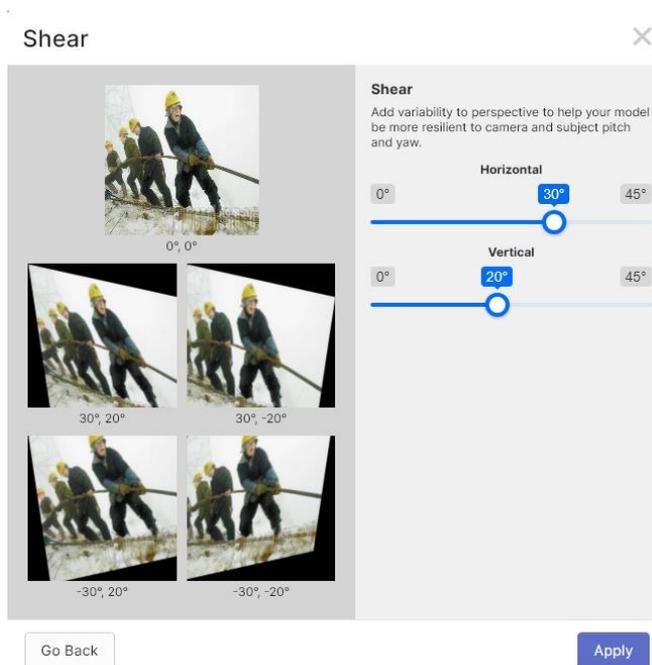 Shear
Shear
Add variability to perspective to help your model
be more resilient to camera and subject pitch
and yaw.
Horizontal
0°
30°
45°
Vertical
0°
20°
45°
0°, 0°
30°, 20°
30°, -20°
-30°, 20°
-30°, -20°
Go Back
Apply